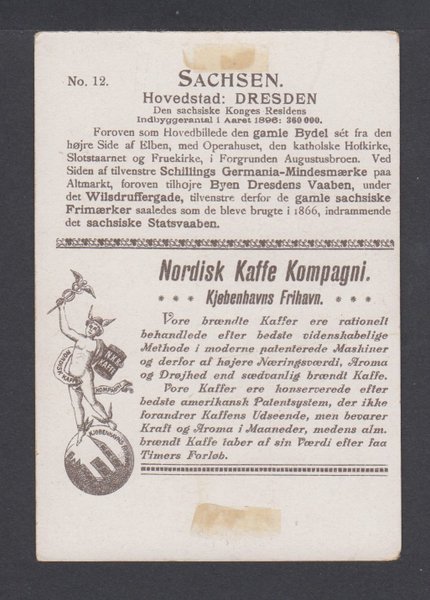 No. 12.
SACHSEN.
Hovedstad: DRESDEN
Den sachsiske Konges Residens
Indbyggerantal i Aaret 1896: 360 000.
Foroven som Hovedbillede den gamle Bydel sét fra den
højre Side af Elben, med Operahuset, den katholske Hofkirke,
Slotstaarnet og Fruekirke, i Forgrunden Augustusbroen. Ved
Siden af tilvenstre Schillings Germania-Mindesmærke paa
Altmarkt, foroven tilhojre Byen Dresdens Vaaben, under
det Wilsdruffergade, tilvenstre derfor de gamle sachsiske
Frimærker saaledes som de bleve brugte i 1866, indrammende
det sachsiske Statsvaaben.
Nordisk Kaffe Kompagni.
Kjøbenhavns Frihavn.
Vore brændte Kaffer ere rationelt
behandlede efter bedste videnskabelige
Methode i moderne patenterede Maskiner
og derfor af højere Næringsværdi, Aroma
og Drøjhed end sædvanlig brændt Kaffe.
Vore Kaffer ere konserverede efter
bedste amerikansk Patentsystem, der ikke
forandrer Kaffens Udseende, men bevarer
Kraft og Aroma i Maaneder, medens alm.
brændt Kaffe taber af sin Værdi efter faa
Timers Forløb.